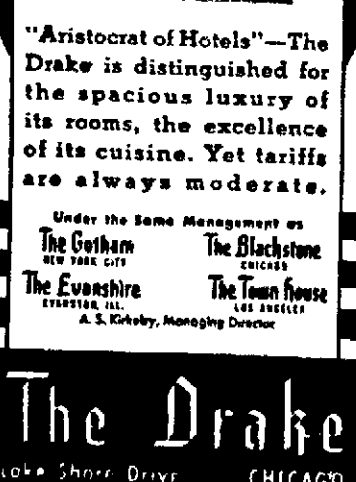 "Aristocrat of Hotels"—The
Drake is distinguished for
the spacious luxury of
its rooms, the excellence
of its cuisine. Yet tariffs
are always moderate.
Under the Same Management as
The Gotham The Blackstone
NEW YORK CITY CHICAGO
The Evanshire The Town House
EVANSTON, ILL. LOS ANGELES
A. S. Kirkeby, Managing Director
The Drake
Lake Shore Drive CHICAGO